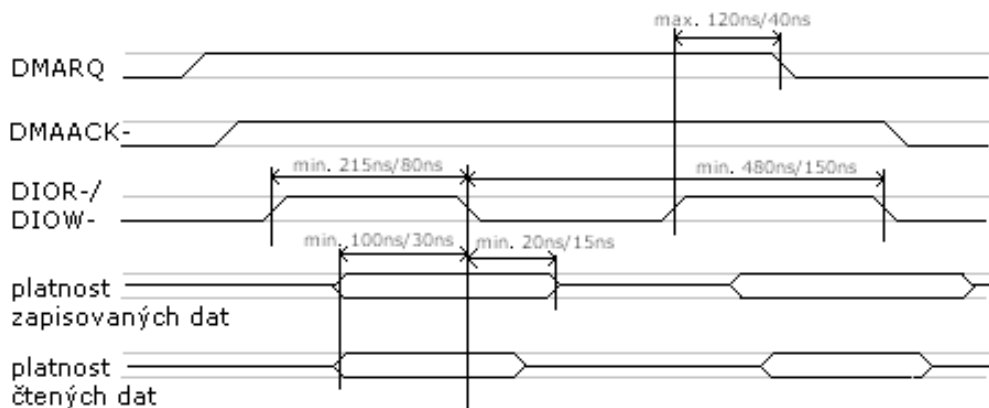 max. 120ns/40ns
DMARQ
DMAACK-
min. 215ns/80ns
min. 480ns/150ns
DIOR-/
DIOW-
min. 100ns/30ns
min. 20ns/15ns
platnost
zapisovaných dat
platnost
čtených dat